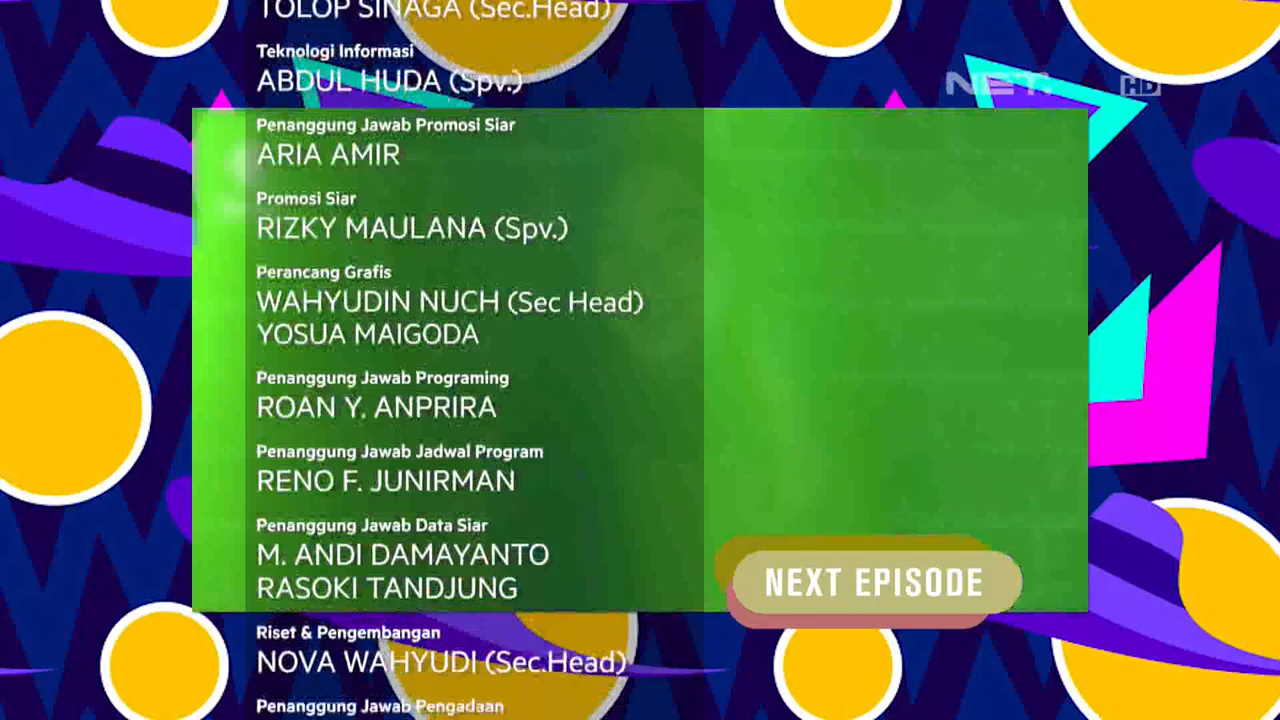 TOLOP SINAGA (Sec.Head)
Teknologi Informasi
ABDUL HUDA (Spv.)
NET.
HD
Penanggung Jawab Promosi Siar
ARIA AMIR
Promosi Siar
RIZKY MAULANA (Spv.)
Perancang Grafis
WAHYUDIN NUCH (Sec Head)
YOSUA MAIGODA
Penanggung Jawab Programing
ROAN Y. ANPRIRA
Penanggung Jawab Jadwal Program
RENO F. JUNIRMAN
Penanggung Jawab Data Siar
M. ANDI DAMAYANTO
RASOKI TANDJUNG
NEXT EPISODE
Riset & Pengembangan
NOVA WAHYUDI (Sec.Head)
Penanggung Jawab Pengadaan